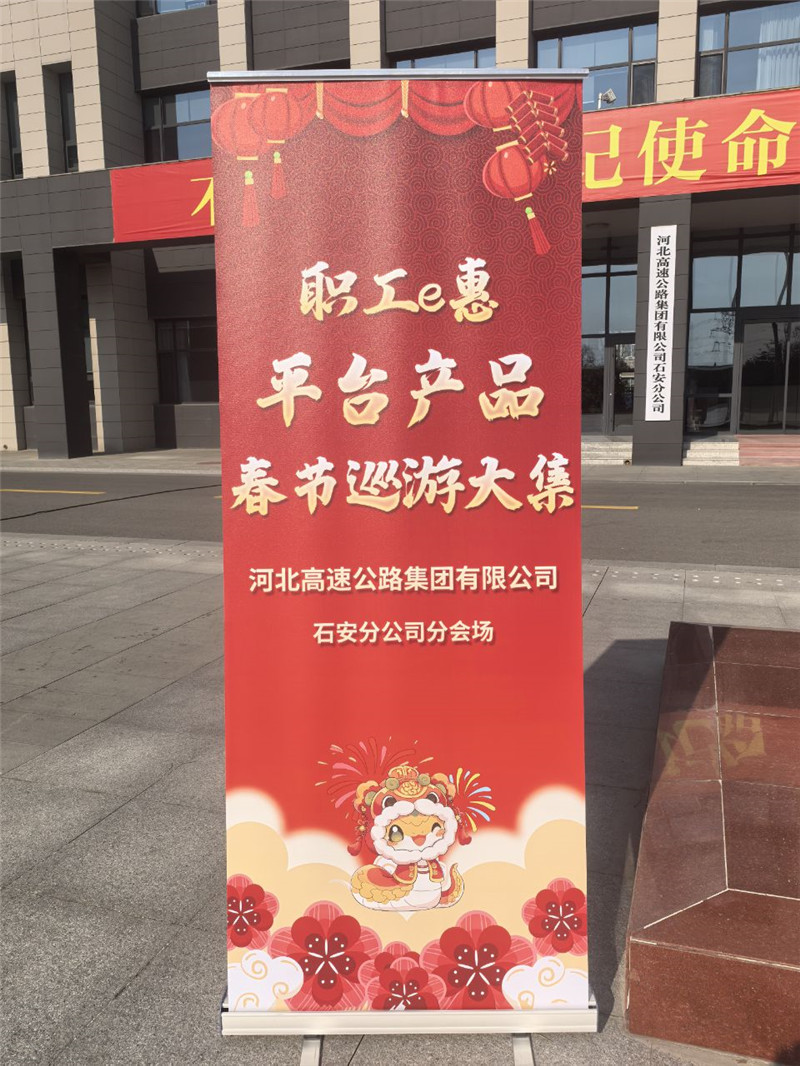 记使命
河北高速公路集团有限公司石安分公司
职工e惠
平台产品
春节巡游大集
河北高速公路集团有限公司
石安分公司分会场